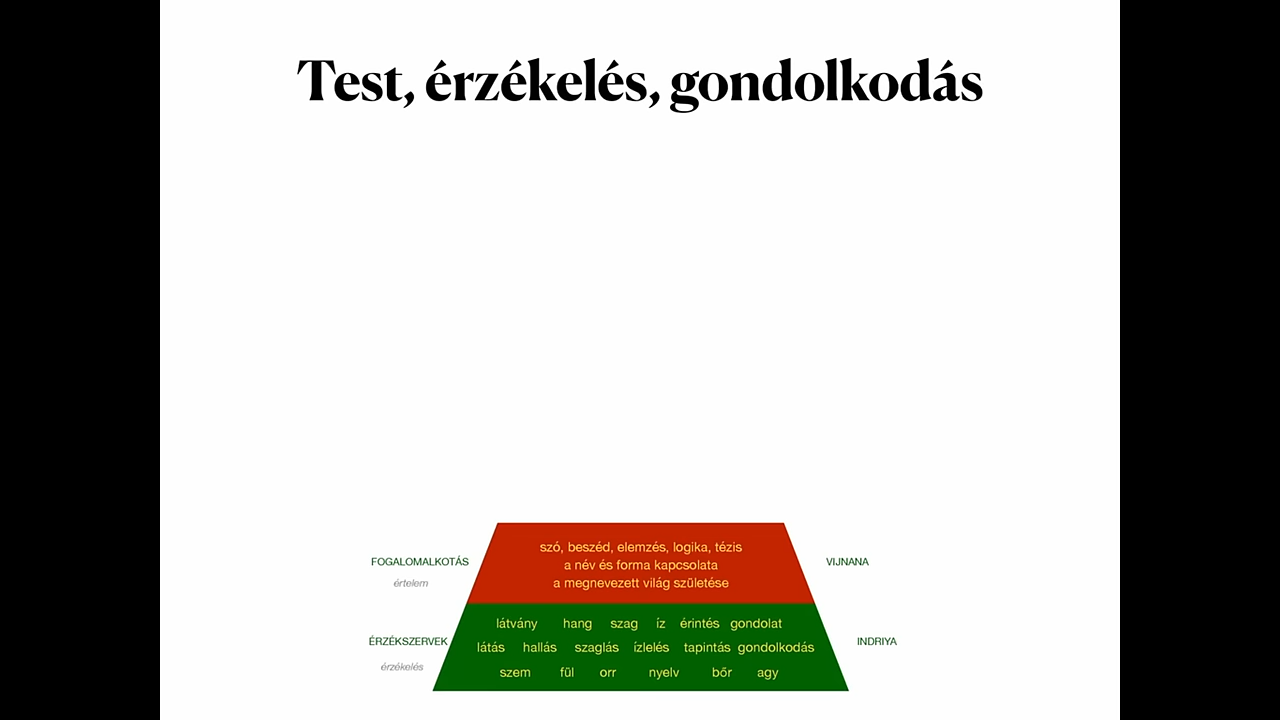 Test, érzékelés, gondolkodás
szó, beszéd, elemzés, logika, tézis
FOGALOMALKOTÁS a név és forma kapcsolata VIJNANA
értelem a megnevezett világ születése
látvány hang szag íz érintés gondolat
ÉRZÉKSZERVEK látás hallás szaglás ízlelés tapintás gondolkodás INDRIYA
érzékelés szem fül orr nyelv bőr agy